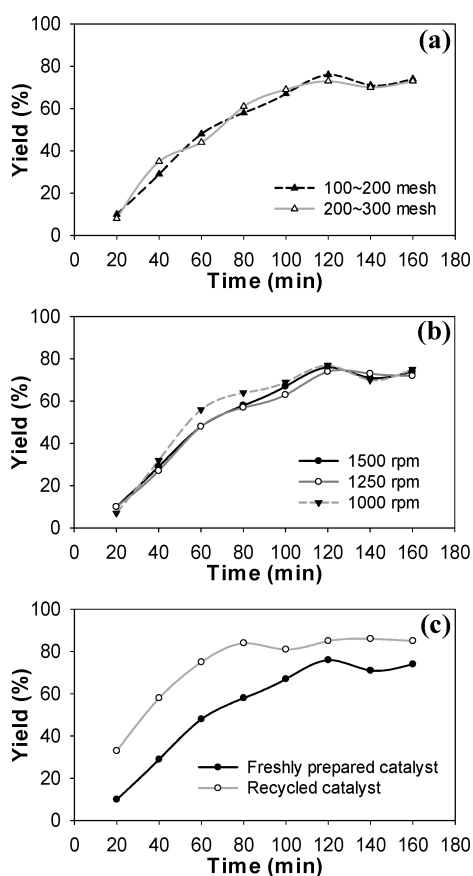 (a)
100
80
60
40
20
0
Yield (%)
100~200 mesh
200~300 mesh
0 20 40 60 80 100 120 140 160 180
Time (min)
(b)
100
80
60
40
20
0
Yield (%)
1500 rpm
1250 rpm
1000 rpm
0 20 40 60 80 100 120 140 160 180
Time (min)
(c)
100
80
60
40
20
0
Yield (%)
Freshly prepared catalyst
Recycled catalyst
0 20 40 60 80 100 120 140 160 180
Time (min)